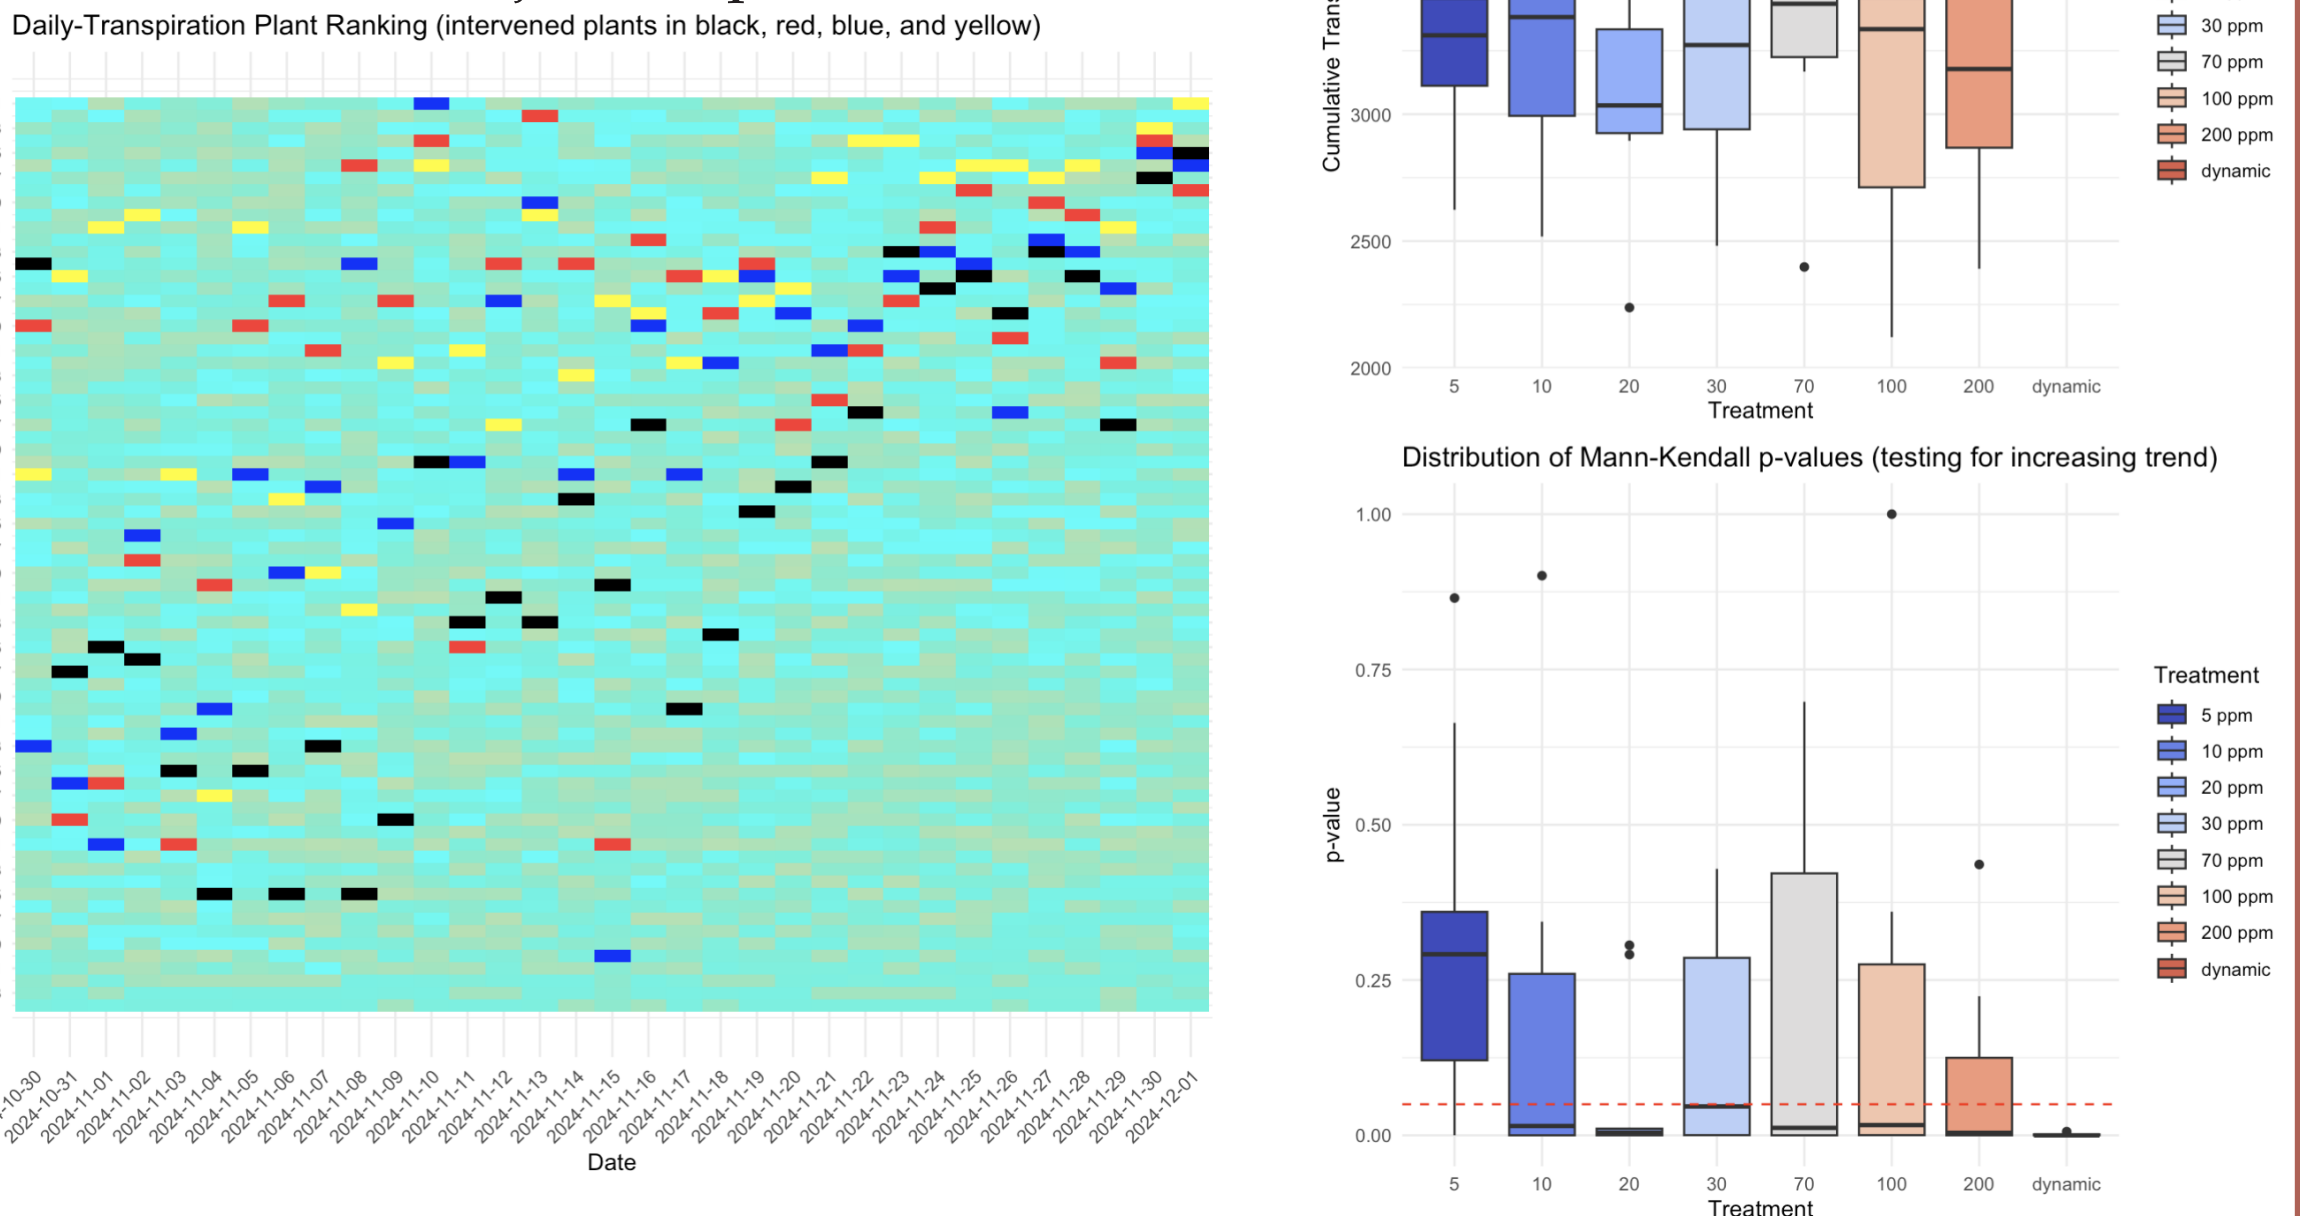 Daily-Transpiration Plant Ranking (intervened plants in black, red, blue, and yellow)
2024-10-31
2024-11-01
2024-11-02
2024-11-03
2024-11-04
2024-11-05
2024-11-06
2024-11-07
2024-11-08
2024-11-09
2024-11-10
2024-11-11
2024-11-12
2024-11-13
2024-11-14
2024-11-15
2024-11-16
2024-11-17
2024-11-18
2024-11-19
2024-11-20
2024-11-21
2024-11-22
2024-11-23
2024-11-24
2024-11-25
2024-11-26
2024-11-27
2024-11-28
2024-11-29
2024-11-30
2024-12-01
Date
Cumulative Trans
3000
2500
2000
5 10 20 30 70 100 200 dynamic
Treatment
30 ppm
70 ppm
100 ppm
200 ppm
dynamic
Distribution of Mann-Kendall p-values (testing for increasing trend)
p-value
1.00
0.75
0.50
0.25
0.00
5 10 20 30 70 100 200 dynamic
Treatment
Treatment
5 ppm
10 ppm
20 ppm
30 ppm
70 ppm
100 ppm
200 ppm
dynamic